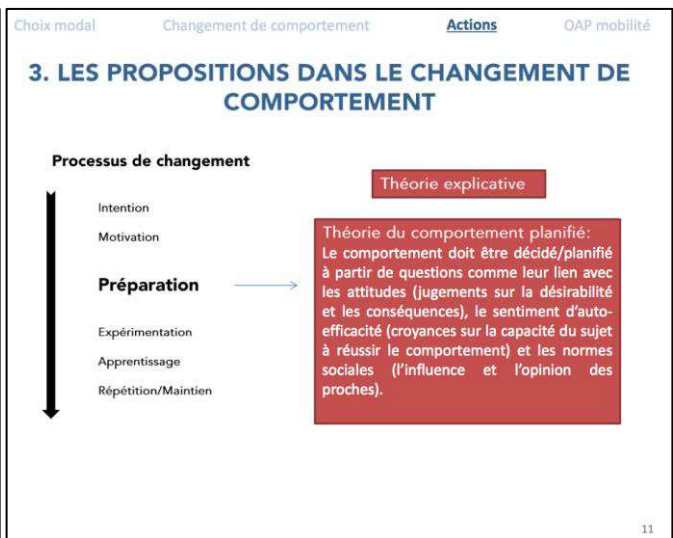 Choix modal Changement de comportement Actions OAP mobilité
3. LES PROPOSITIONS DANS LE CHANGEMENT DE
COMPORTEMENT
Processus de changement
Intention
Motivation
Préparation
Expérimentation
Apprentissage
Répétition/Maintien
Théorie explicative
Théorie du comportement planifié:
Le comportement doit être décidé/planifié
à partir de questions comme leur lien avec
les attitudes (jugements sur la désirabilité
et les conséquences), le sentiment d'auto-
efficacité (croyances sur la capacité du sujet
à réussir le comportement) et les normes
sociales (l'influence et l'opinion des
proches).
11